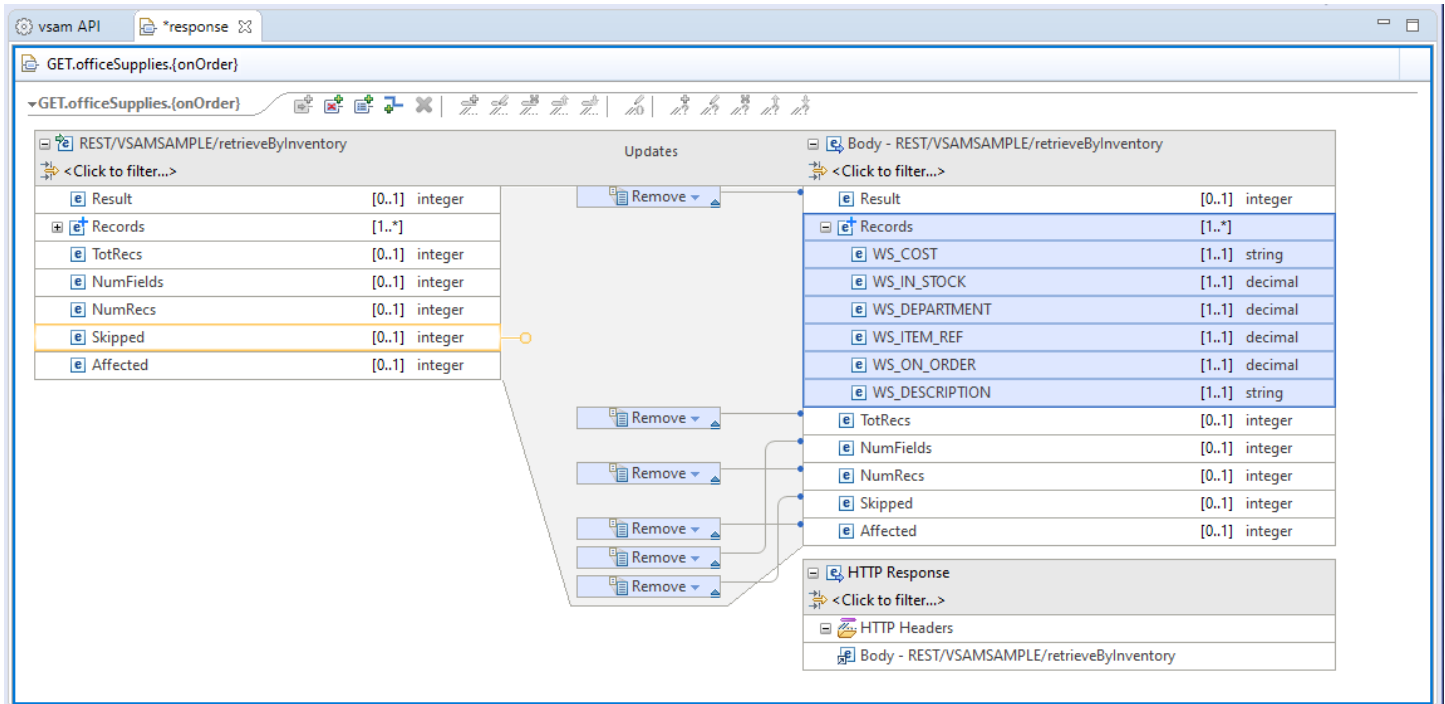 vsam API
*response
GET.officeSupplies.{onOrder}
GET.officeSupplies.{onOrder}
REST/VSAMSAMPLE/retrieveByInventory
<Click to filter...>
Result [0..1] integer
Records [1..*]
TotRecs [0..1] integer
NumFields [0..1] integer
NumRecs [0..1] integer
Skipped [0..1] integer
Affected [0..1] integer
Updates
Remove
Remove
Remove
Remove
Remove
Remove
Body - REST/VSAMSAMPLE/retrieveByInventory
<Click to filter...>
Result [0..1] integer
Records [1..*]
WS_COST [1..1] string
WS_IN_STOCK [1..1] decimal
WS_DEPARTMENT [1..1] decimal
WS_ITEM_REF [1..1] decimal
WS_ON_ORDER [1..1] decimal
WS_DESCRIPTION [1..1] string
TotRecs [0..1] integer
NumFields [0..1] integer
NumRecs [0..1] integer
Skipped [0..1] integer
Affected [0..1] integer
HTTP Response
<Click to filter...>
HTTP Headers
Body - REST/VSAMSAMPLE/retrieveByInventory